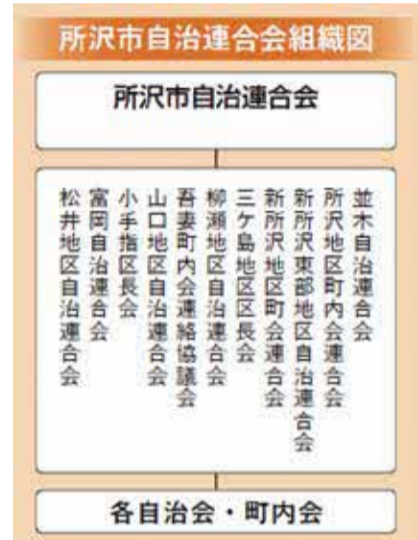 所沢市自治連合会組織図
所沢市自治連合会
並木自治連合会
所沢地区町内会連合会
新所沢東部地区自治連合会
新所沢地区町会連合会
三ケ島地区区長会
柳瀬地区自治連合会
吾妻町内会連絡協議会
山口地区自治連合会
小手指区長会
富岡自治連合会
松井地区自治連合会
各自治会・町内会